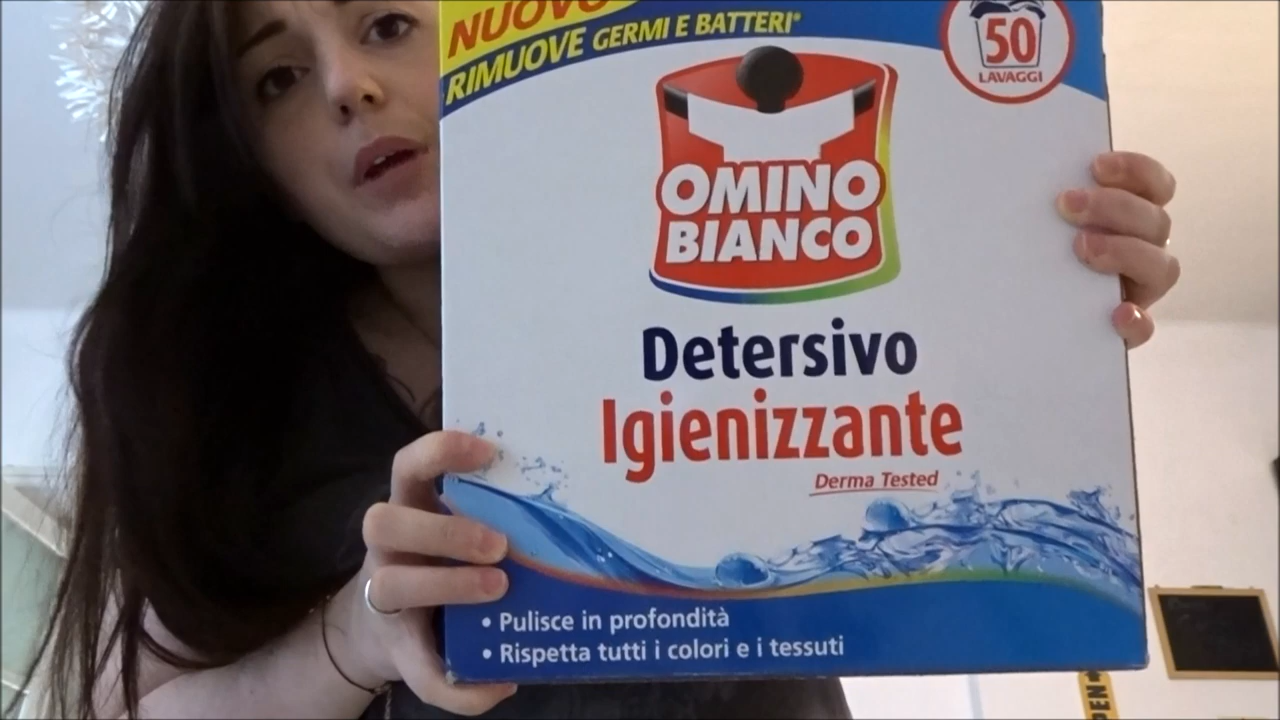 NUOVO
RIMUOVE GERMI E BATTERI*
50
LAVAGGI
OMINO
BIANCO
Detersivo
Igienizzante
Derma Tested
• Pulisce in profondità
• Rispetta tutti i colori e i tessuti
PEN